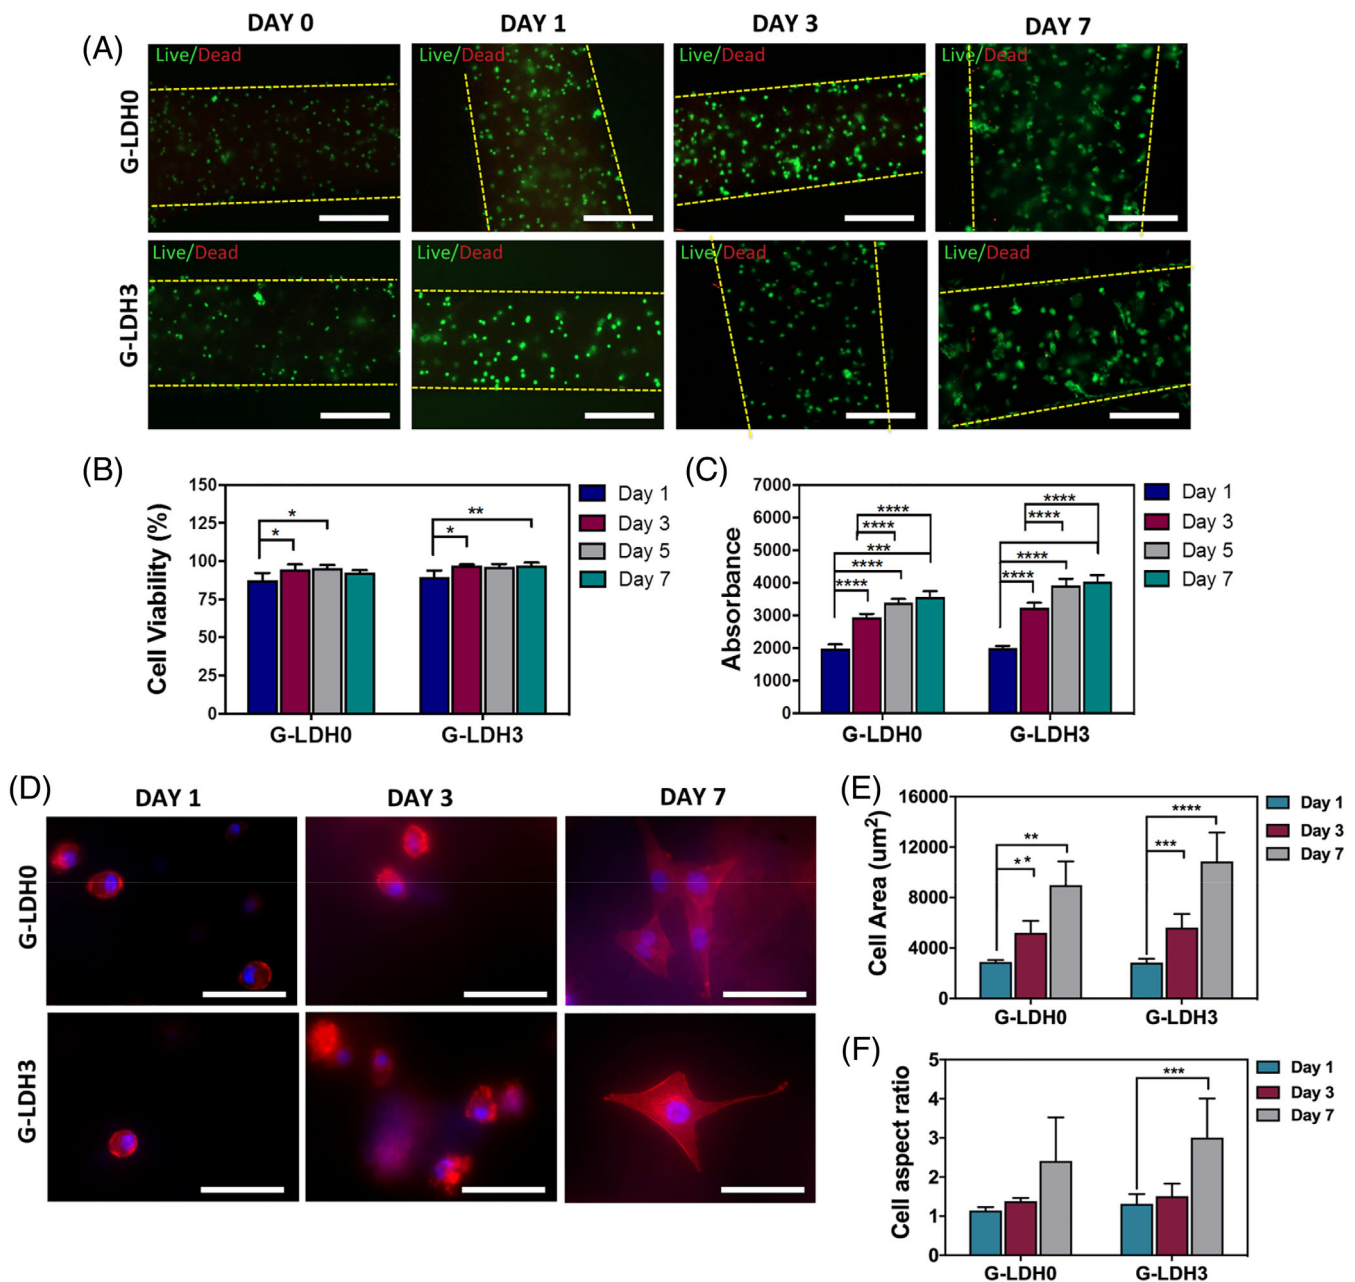 (A)
DAY 0 DAY 1 DAY 3 DAY 7
G-LDH0
Live/Dead Live/Dead Live/Dead Live/Dead
G-LDH3
Live/Dead Live/Dead Live/Dead Live/Dead
(B)
Cell Viability (%)
150
125
100
75
50
25
0
* * * **
G-LDH0 G-LDH3
Day 1
Day 3
Day 5
Day 7
(C)
Absorbance
7000
6000
5000
4000
3000
2000
1000
0
****
****
***
****
****
****
****
****
****
G-LDH0 G-LDH3
Day 1
Day 3
Day 5
Day 7
(D)
DAY 1 DAY 3 DAY 7
G-LDH0
G-LDH3
(E)
Cell Area (um²)
16000
12000
8000
4000
0
**
**
****
***
G-LDH0 G-LDH3
Day 1
Day 3
Day 7
(F)
Cell aspect ratio
5
4
3
2
1
0
***
G-LDH0 G-LDH3
Day 1
Day 3
Day 7